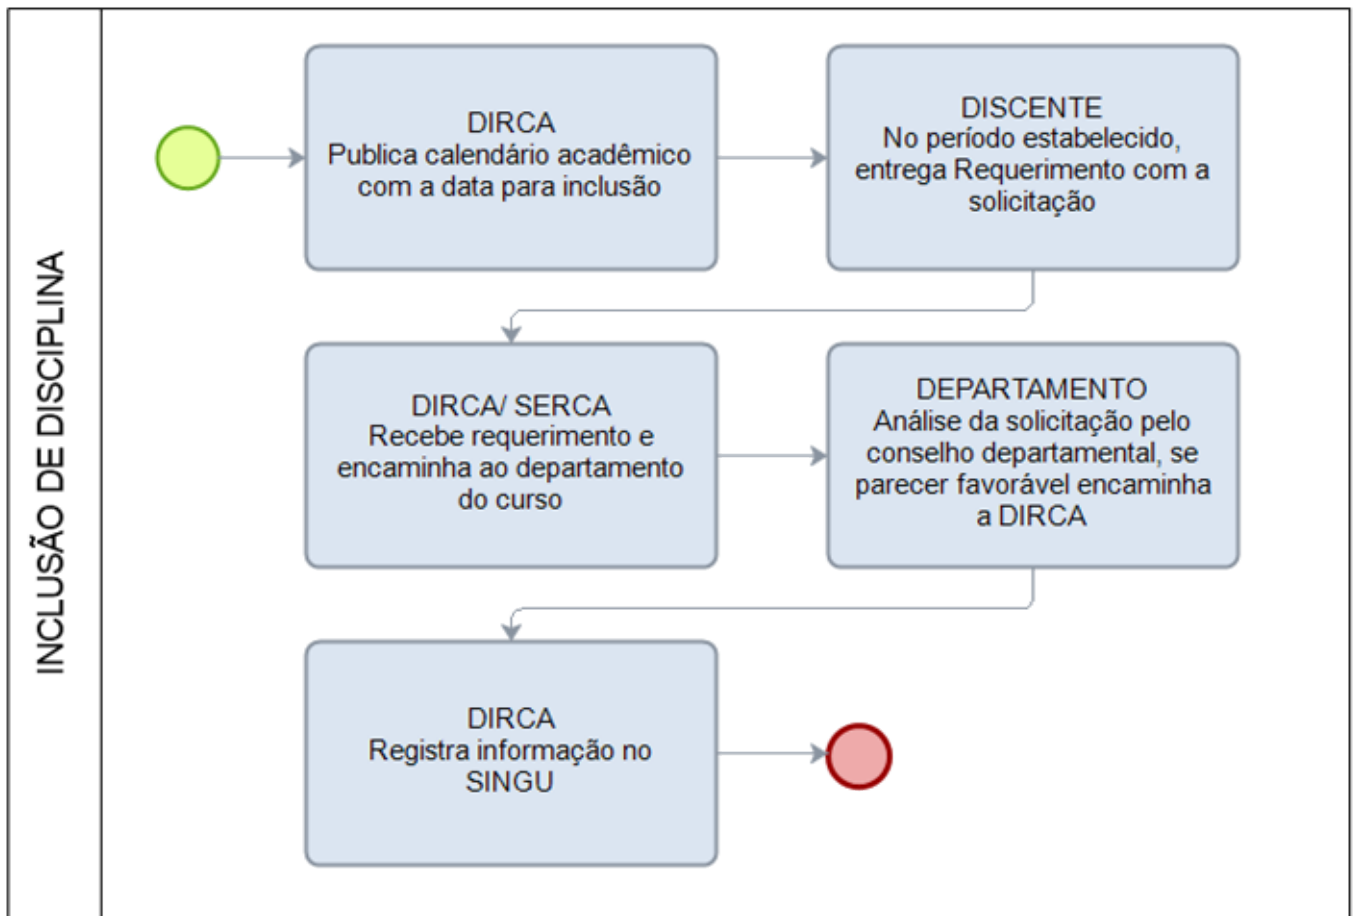 INCLUSÃO DE DISCIPLINA
DIRCA
Publica calendário acadêmico
com a data para inclusão
DISCENTE
No período estabelecido,
entrega Requerimento com a
solicitação
DIRCA/ SERCA
Recebe requerimento e
encaminha ao departamento
do curso
DEPARTAMENTO
Análise da solicitação pelo
conselho departamental, se
parecer favorável encaminha
a DIRCA
DIRCA
Registra informação no
SINGU